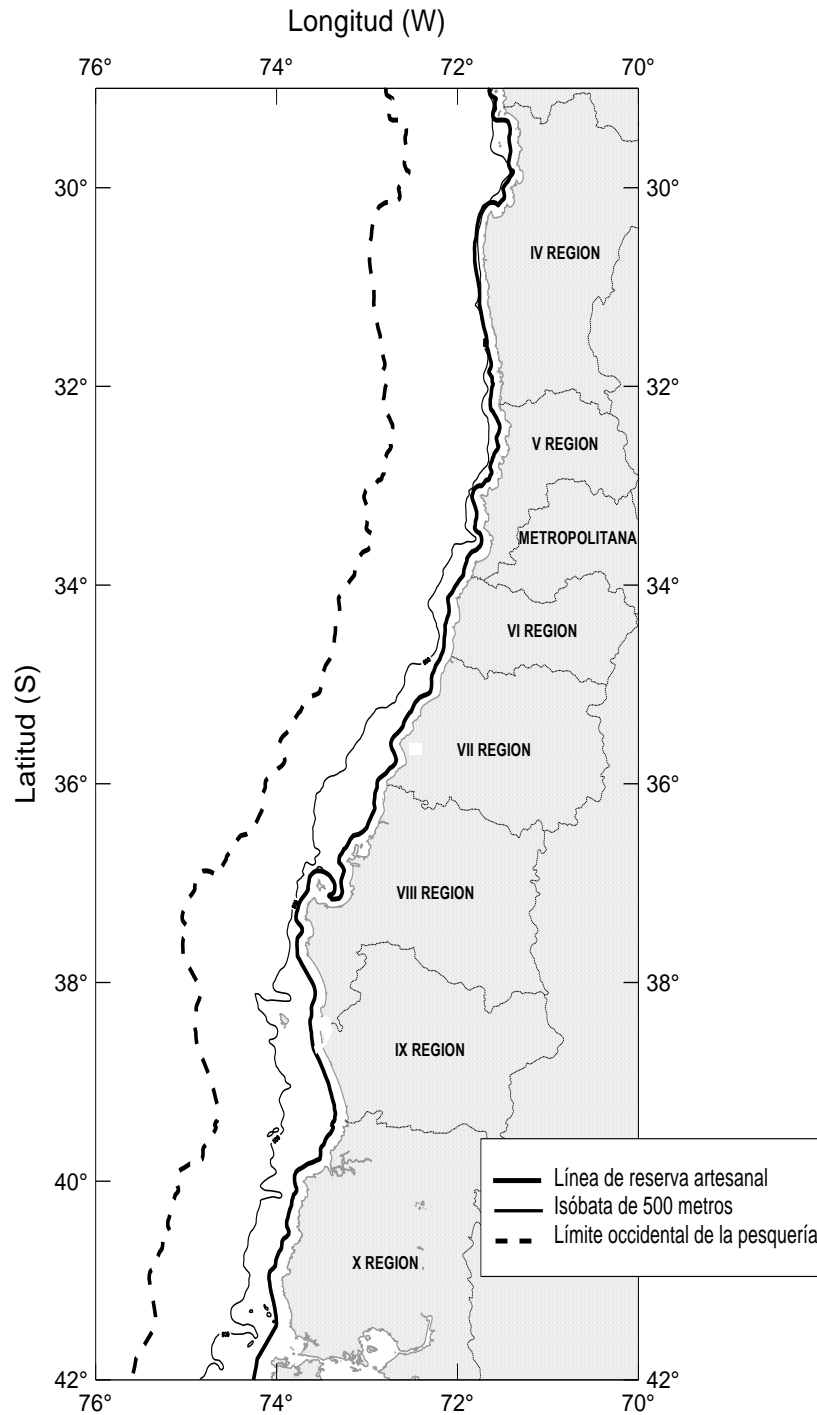 Longitud (W)
76° 74° 72° 70°
30° 30°
IV REGION
32° 32°
V REGION
METROPOLITANA
34° 34°
VI REGION
Latitud (S)
VII REGION
36° 36°
VIII REGION
38° 38°
IX REGION
40°
Línea de reserva artesanal
Isóbata de 500 metros
Límite occidental de la pesquería
X REGION
42° 42°
76° 74° 72° 70°